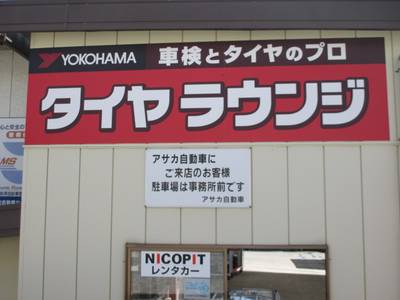 YOKOHAMA 車検とタイヤのプロ
タイヤ ラウンジ
アサカ自動車に
ご来店のお客様
駐車場は事務所前です
アサカ自動車
NICOPIT
レンタカー